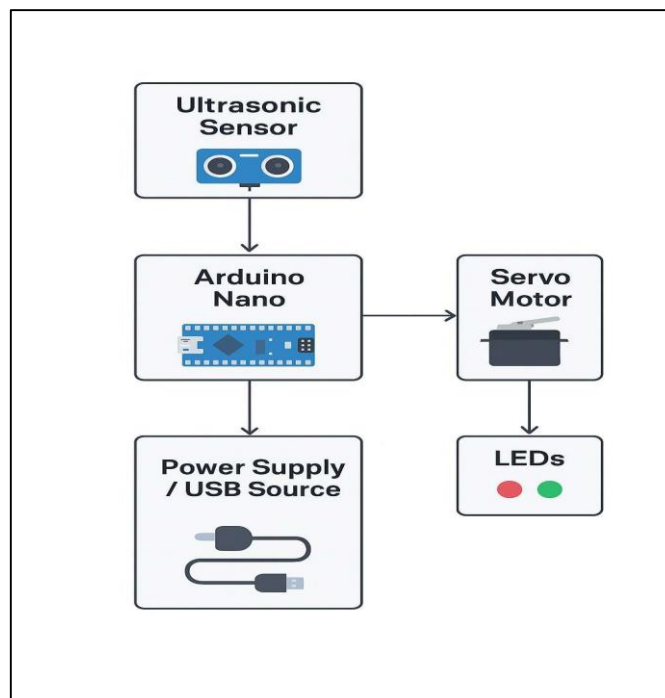 Ultrasonic
Sensor
Arduino
Nano
Servo
Motor
Power Supply
/ USB Source
LEDs